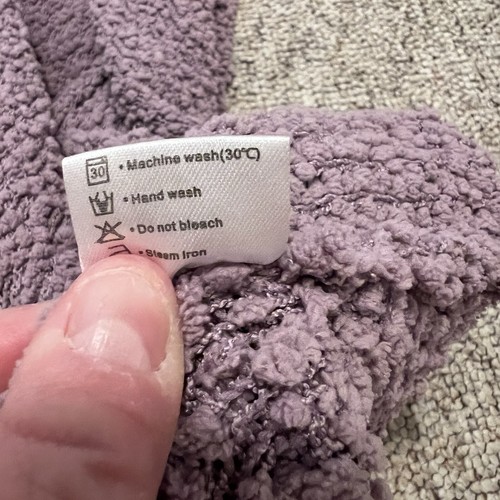 30 • Machine wash(30℃)
• Hand wash
• Do not bleach
• Steam Iron